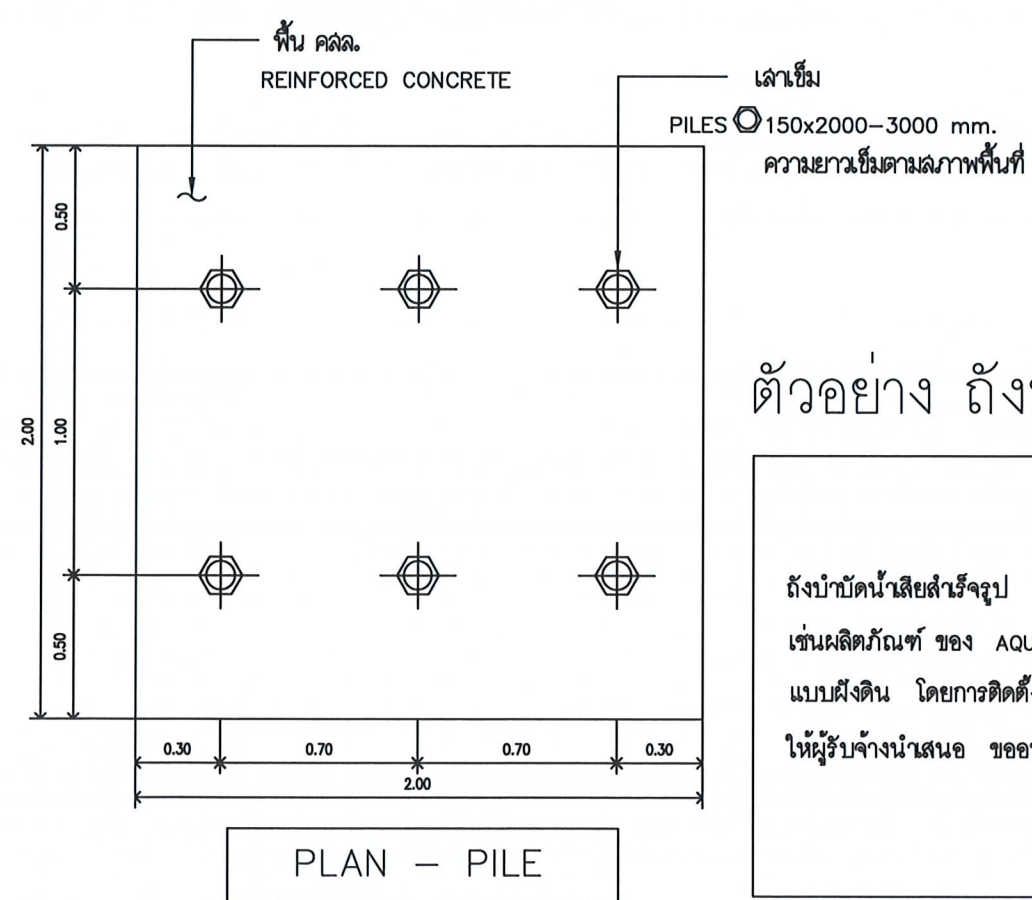 พื้น คสล.
REINFORCED CONCRETE
เสาเข็ม
PILES 150x2000-3000 mm.
ความยาวเข็มตามสภาพพื้นที่
0.50
2.00
1.00
0.50
0.30 0.70 0.70 0.30
2.00
PLAN - PILE
ตัวอย่าง
ถังบำบัดน้ำเสียสำเร็จรูป
เช่นผลิตภัณฑ์ ของ
แบบฝังดิน โดยการติดตั้ง
ให้ผู้รับจ้างนำเสนอ